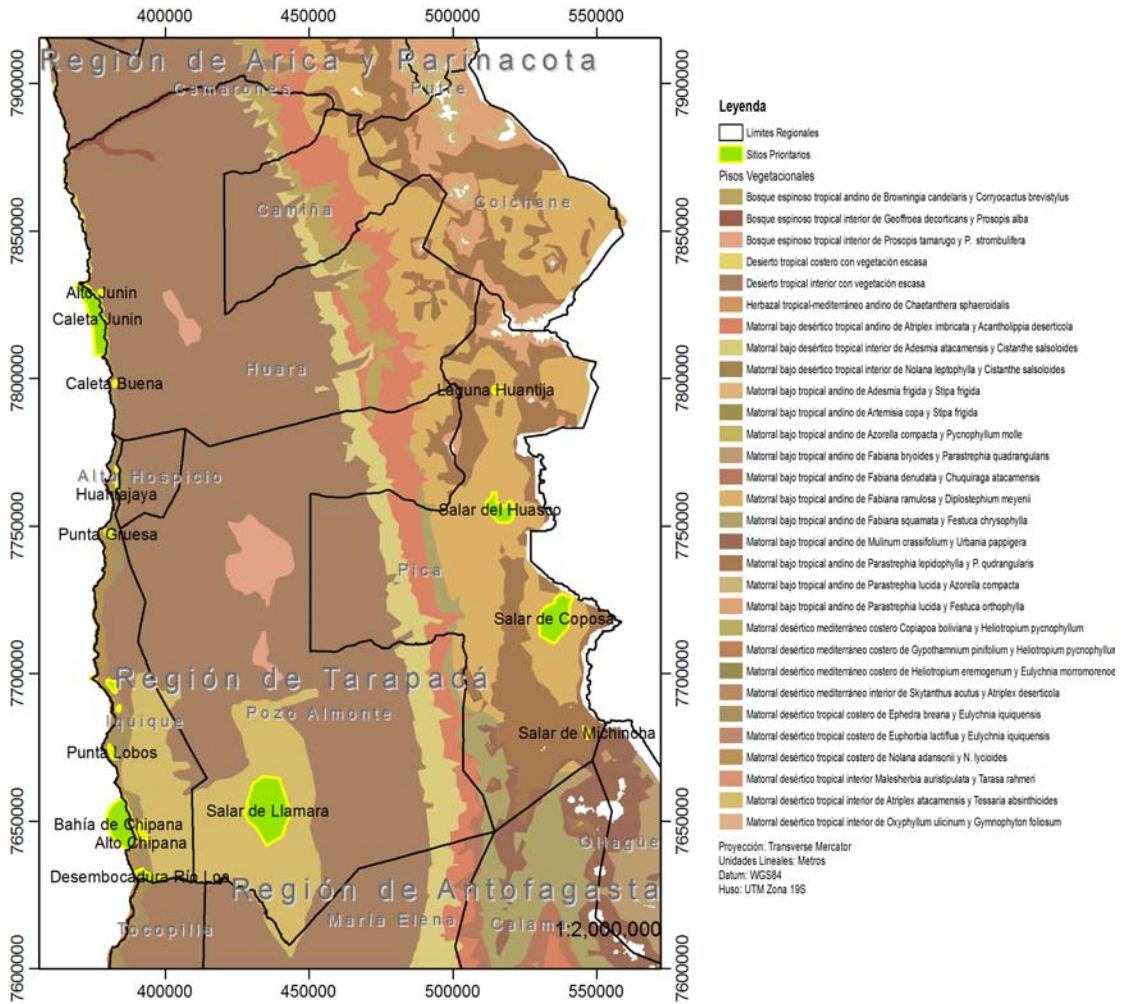 400000 450000 500000 550000
Región de Arica y Parinacota
Camarones
Putre
7900000 7900000
Camiña
Colchane
7850000 7850000
Alto Junin
Caleta Junin
Huara
Caleta Buena
Laguna Huantija
7800000 7800000
Alto Hospicio
Huantajaya
Salar del Huasco
Punta Gruesa
7750000 7750000
Pica
Salar de Coposa
Región de Tarapacá
7700000 7700000
Iquique
Pozo Almonte
Salar de Michincha
Punta Lobos
Salar de Llamara
Bahía de Chipana
Alto Chipana
7650000 7650000
Ollagüe
Desembocadura Río Loa
Región de Antofagasta
María Elena
Tocopilla
Calama
1:2,000,000
7600000 7600000
400000 450000 500000 550000
Leyenda
Limites Regionales
Sitios Prioritarios
Pisos Vegetacionales
Bosque espinoso tropical andino de Browningia candelaris y Corryocactus brevistylus
Bosque espinoso tropical interior de Geoffroea decorticans y Prosopis alba
Bosque espinoso tropical interior de Prosopis tamarugo y P. strombulifera
Desierto tropical costero con vegetación escasa
Desierto tropical interior con vegetación escasa
Herbazal tropical-mediterráneo andino de Chaetanthera sphaeroidalis
Matorral bajo desértico tropical andino de Atriplex imbricata y Acantholippia deserticola
Matorral bajo desértico tropical interior de Adesmia atacamensis y Cistanthe salsoloides
Matorral bajo desértico tropical interior de Nolana leptophylla y Cistanthe salsoloides
Matorral bajo tropical andino de Adesmia frigida y Stipa frigida
Matorral bajo tropical andino de Artemisia copa y Stipa frigida
Matorral bajo tropical andino de Azorella compacta y Pycnophyllum molle
Matorral bajo tropical andino de Fabiana bryoides y Parastrephia quadrangularis
Matorral bajo tropical andino de Fabiana denudata y Chuquiraga atacamensis
Matorral bajo tropical andino de Fabiana ramulosa y Diplostephium meyenii
Matorral bajo tropical andino de Fabiana squamata y Festuca chrysophylla
Matorral bajo tropical andino de Mulinum crassifolium y Urbania pappigera
Matorral bajo tropical andino de Parastrephia lepidophylla y P. qudrangularis
Matorral bajo tropical andino de Parastrephia lucida y Azorella compacta
Matorral bajo tropical andino de Parastrephia lucida y Festuca orthophylla
Matorral desértico mediterráneo costero Copiapoa boliviana y Heliotropium pycnophyllum
Matorral desértico mediterráneo costero de Gypothamnium pinifolium y Heliotropium pycnophyllum
Matorral desértico mediterráneo costero de Heliotropium eremogenum y Eulychnia morromorenoe
Matorral desértico mediterráneo interior de Skytanthus acutus y Atriplex deserticola
Matorral desértico tropical costero de Ephedra breana y Eulychnia iquiquensis
Matorral desértico tropical costero de Euphorbia lactiflua y Eulychnia iquiquensis
Matorral desértico tropical costero de Nolana adansonii y N. lycioides
Matorral desértico tropical interior Malesherbia auristipulata y Tarasa rahmeri
Matorral desértico tropical interior de Atriplex atacamensis y Tessaria absinthioides
Matorral desértico tropical interior de Oxyphyllum ulicinum y Gymnophyton foliosum
Proyección: Transverse Mercator
Unidades Lineales: Metros
Datum: WGS84
Huso: UTM Zona 19S